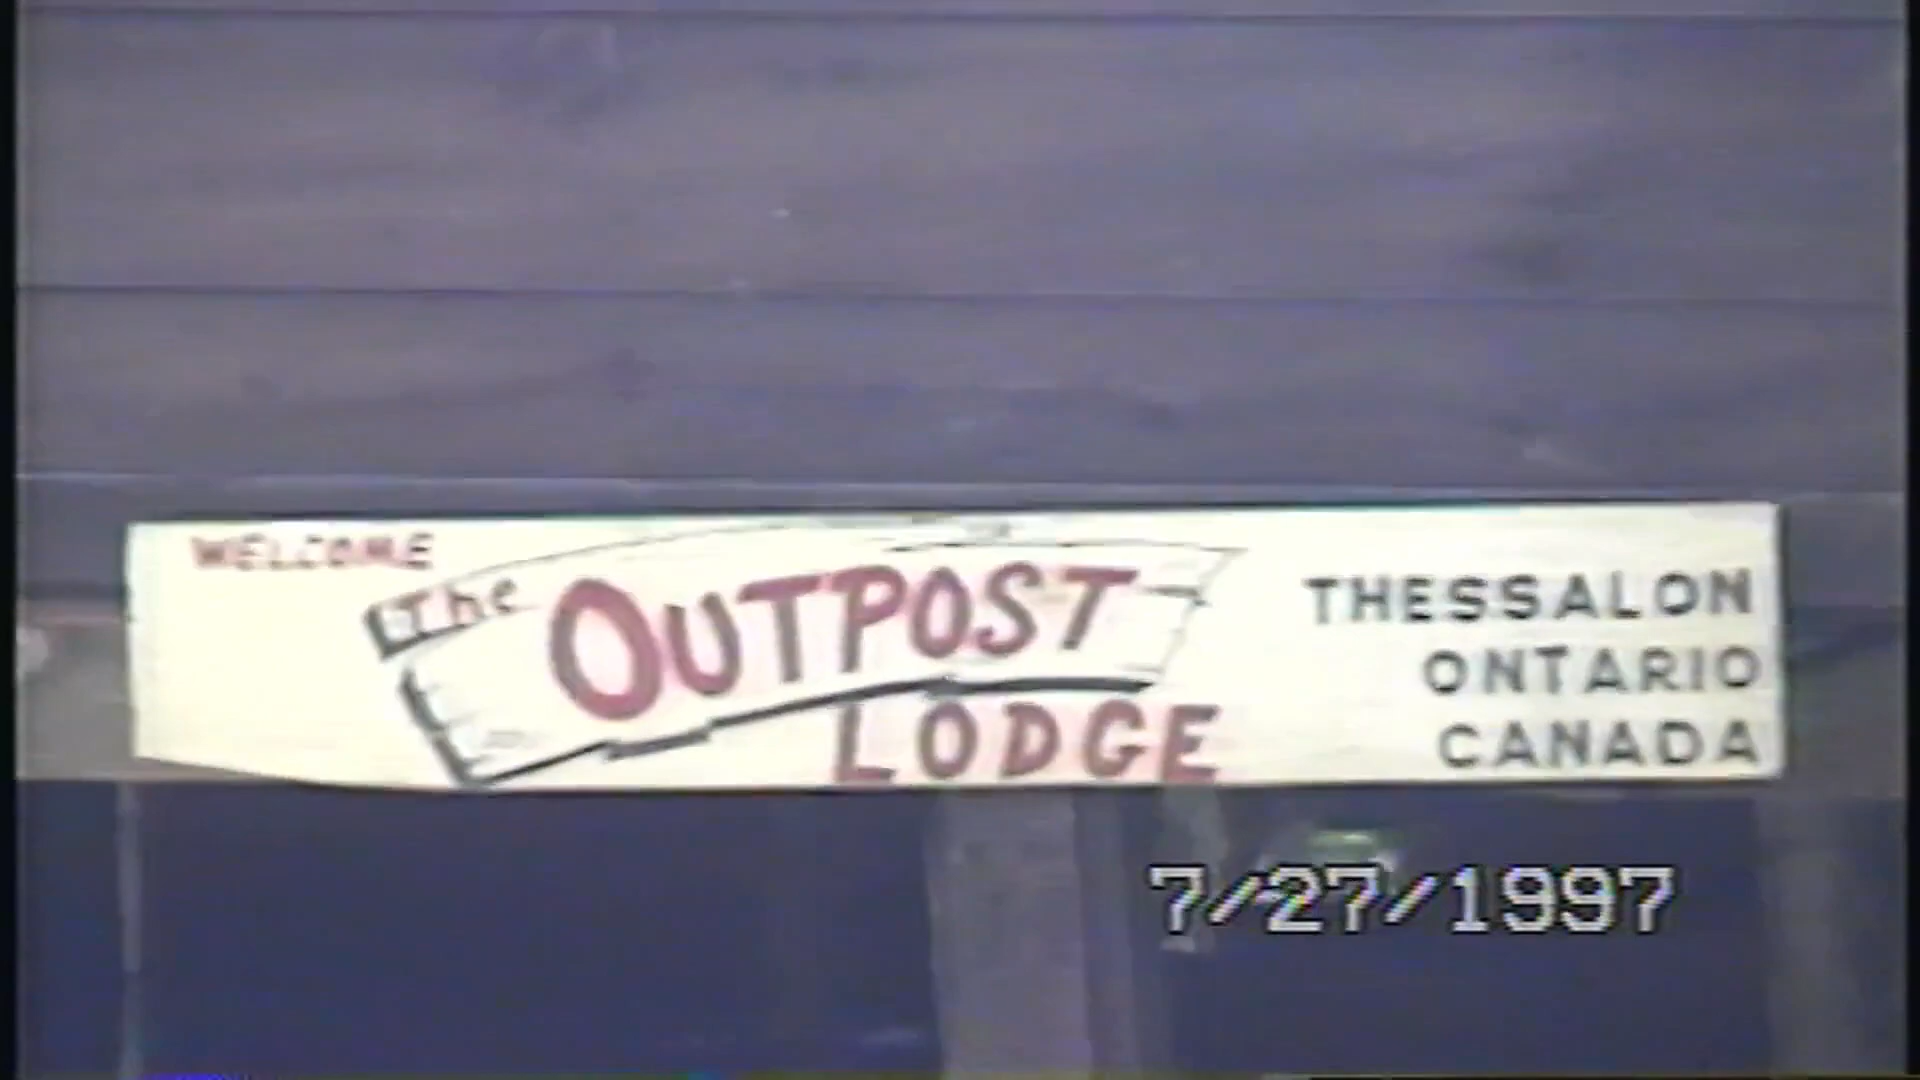 WELCOME
The OUTPOST
LODGE
THESSALON
ONTARIO
CANADA
7/27/1997